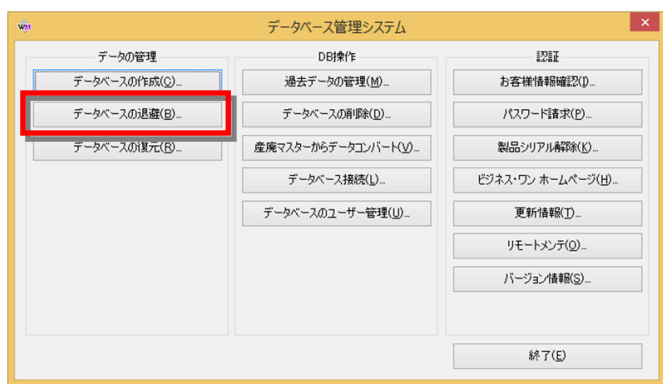 データベース管理システム
データの管理
データベースの作成(C)...
データベースの退避(B)...
データベースの復元(R)...
DB操作
過去データの管理(M)...
データベースの削除(D)...
産廃マスターからデータコンバート(V)...
データベース接続(L)...
データベースのユーザー管理(U)...
認証
お客様情報確認(I)...
パスワード請求(P)...
製品シリアル解除(K)...
ビジネス・ワン ホームページ(H)...
更新情報(T)...
リモートメンテ(O)...
バージョン情報(S)...
終了(E)